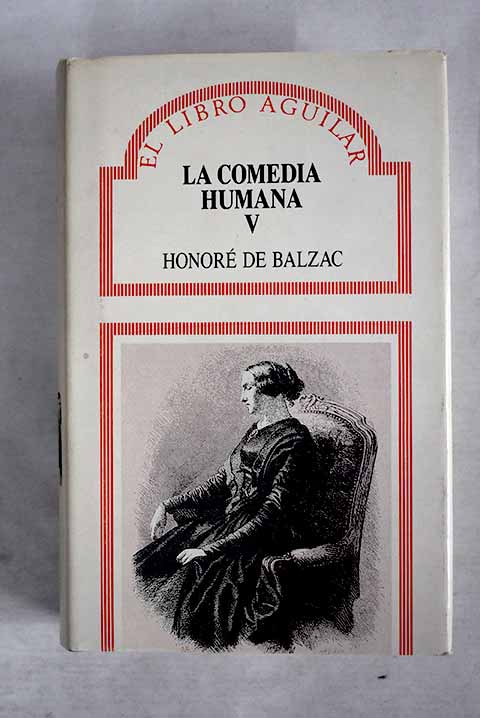 EL LIBRO AGUILAR
LA COMEDIA
HUMANA
V
HONORÉ DE BALZAC